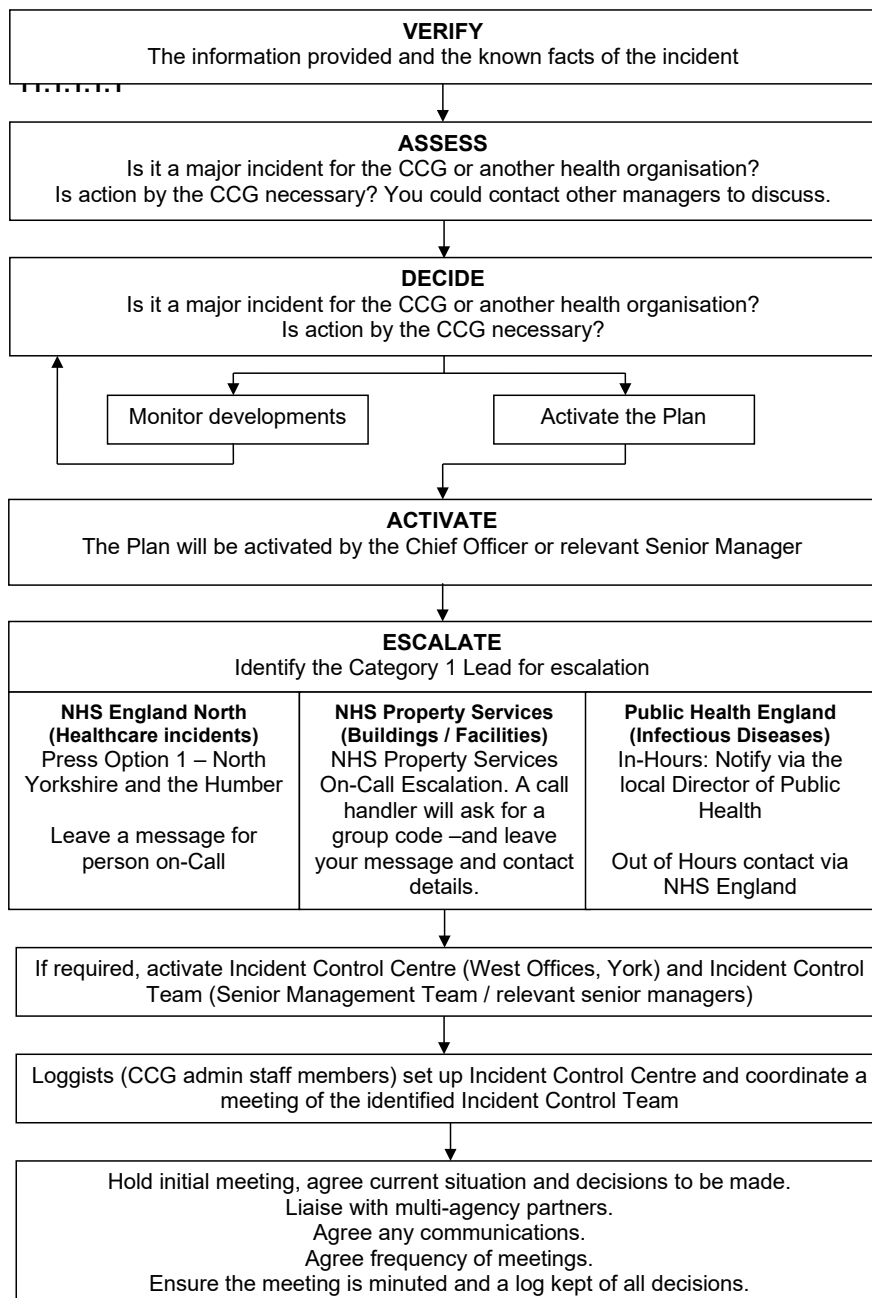 VERIFY
The information provided and the known facts of the incident
ASSESS
Is it a major incident for the CCG or another health organisation?
Is action by the CCG necessary? You could contact other managers to discuss.
DECIDE
Is it a major incident for the CCG or another health organisation?
Is action by the CCG necessary?
Monitor developments
Activate the Plan
ACTIVATE
The Plan will be activated by the Chief Officer or relevant Senior Manager
ESCALATE
Identify the Category 1 Lead for escalation
NHS England North
(Healthcare incidents)
Press Option 1 – North
Yorkshire and the Humber
Leave a message for
person on-Call
NHS Property Services
(Buildings / Facilities)
NHS Property Services
On-Call Escalation. A call
handler will ask for a
group code –and leave
your message and contact
details.
Public Health England
(Infectious Diseases)
In-Hours: Notify via the
local Director of Public
Health
Out of Hours contact via
NHS England
If required, activate Incident Control Centre (West Offices, York) and Incident Control
Team (Senior Management Team / relevant senior managers)
Loggists (CCG admin staff members) set up Incident Control Centre and coordinate a
meeting of the identified Incident Control Team
Hold initial meeting, agree current situation and decisions to be made.
Liaise with multi-agency partners.
Agree any communications.
Agree frequency of meetings.
Ensure the meeting is minuted and a log kept of all decisions.